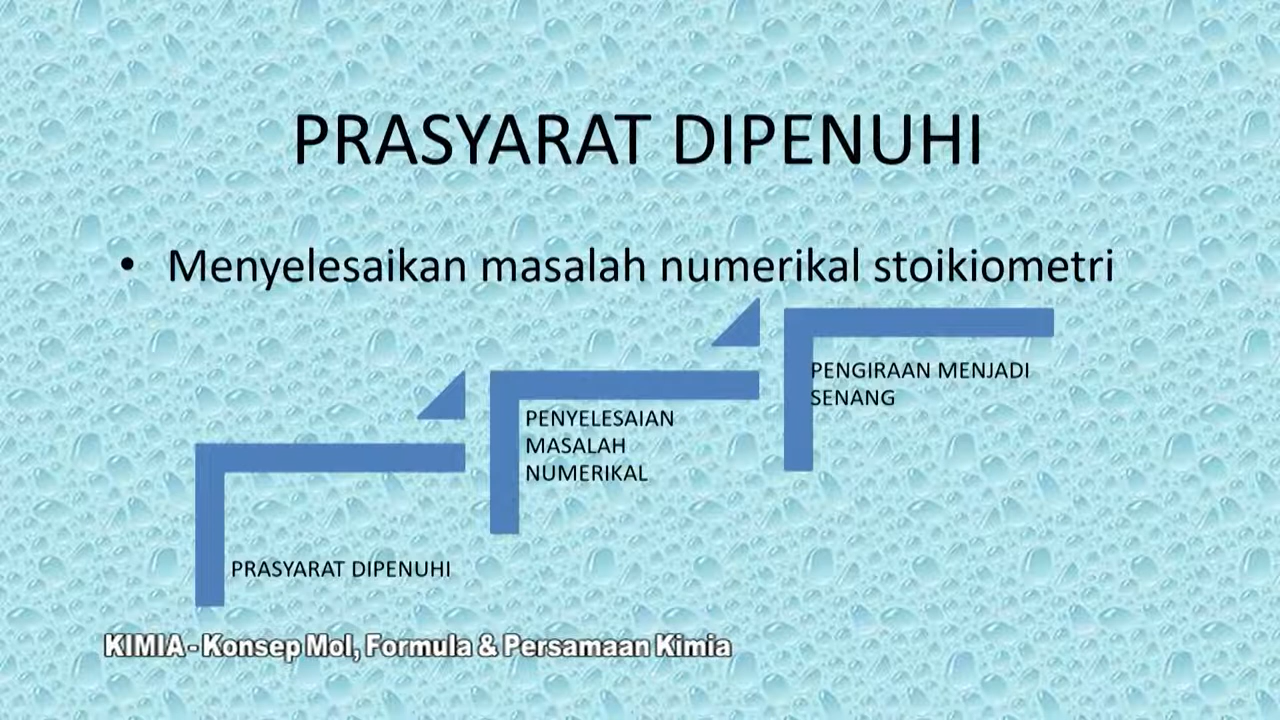 PRASYARAT DIPENUHI
• Menyelesaikan masalah numerikal stoikiometri
PRASYARAT DIPENUHI
PENYELESAIAN
MASALAH
NUMERIKAL
PENGIRAAN MENJADI
SENANG
KIMIA - Konsep Mol, Formula & Persamaan Kimia